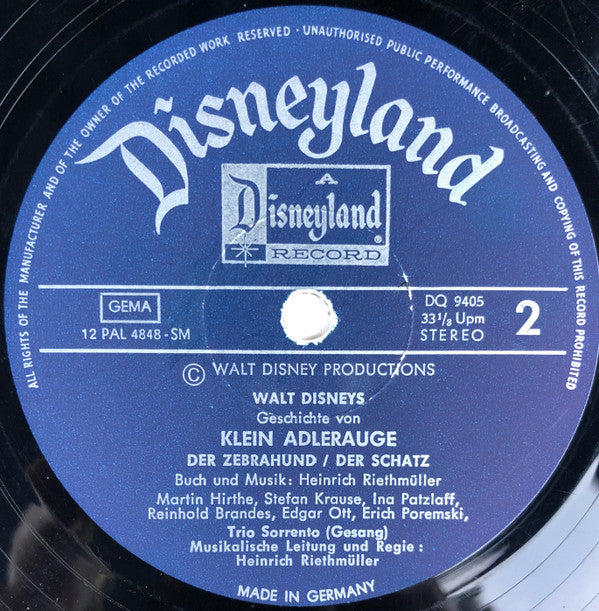 ALL RIGHTS OF THE MANUFACTURER AND OF THE OWNER OF THE RECORDED WORK RESERVED · UNAUTHORISED PUBLIC PERFORMANCE BROADCASTING AND COPYING OF THIS RECORD PROHIBITED
Disneyland
A
Disneyland®
RECORD
GEMA
12 PAL 4848-SM
DQ 9405
33⅓ Upm
STEREO
2
© WALT DISNEY PRODUCTIONS
WALT DISNEYS
Geschichte von
KLEIN ADLERAUGE
DER ZEBRAHUND / DER SCHATZ
Buch und Musik: Heinrich Riethmüller
Martin Hirthe, Stefan Krause, Ina Patzlaff,
Reinhold Brandes, Edgar Ott, Erich Poremski,
Trio Sorrento (Gesang)
Musikalische Leitung und Regie:
Heinrich Riethmüller
MADE IN GERMANY